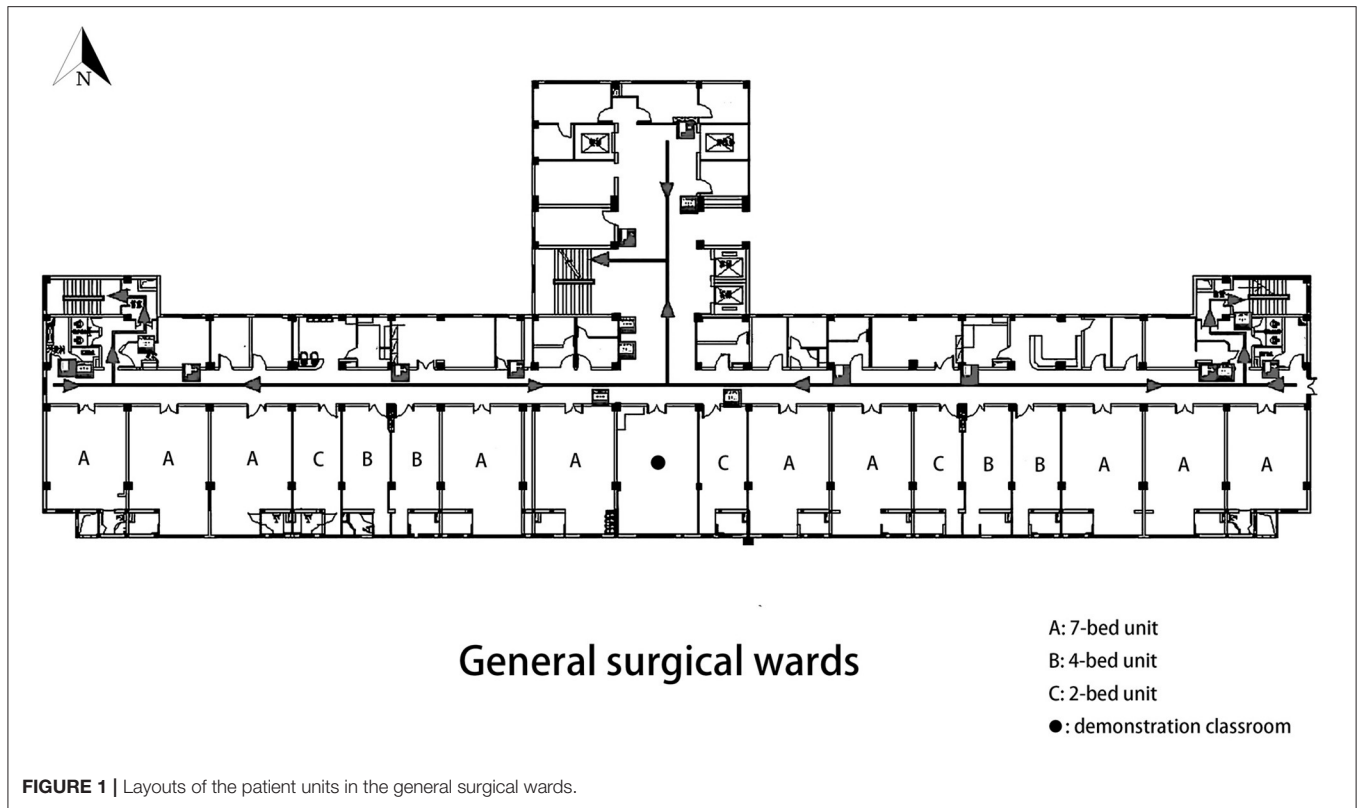 N
A A A C B B A A ● C A A C B B A A A
General surgical wards
A: 7-bed unit
B: 4-bed unit
C: 2-bed unit
●: demonstration classroom
FIGURE 1 | Layouts of the patient units in the general surgical wards.